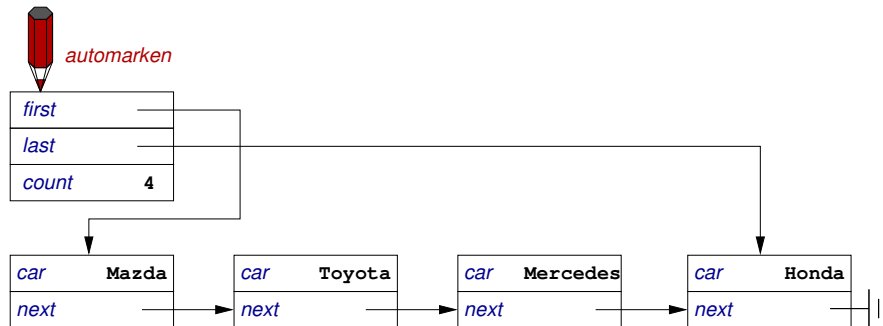 automarken
first
last
count 4
car Mazda car Toyota car Mercedes car Honda
next next next next